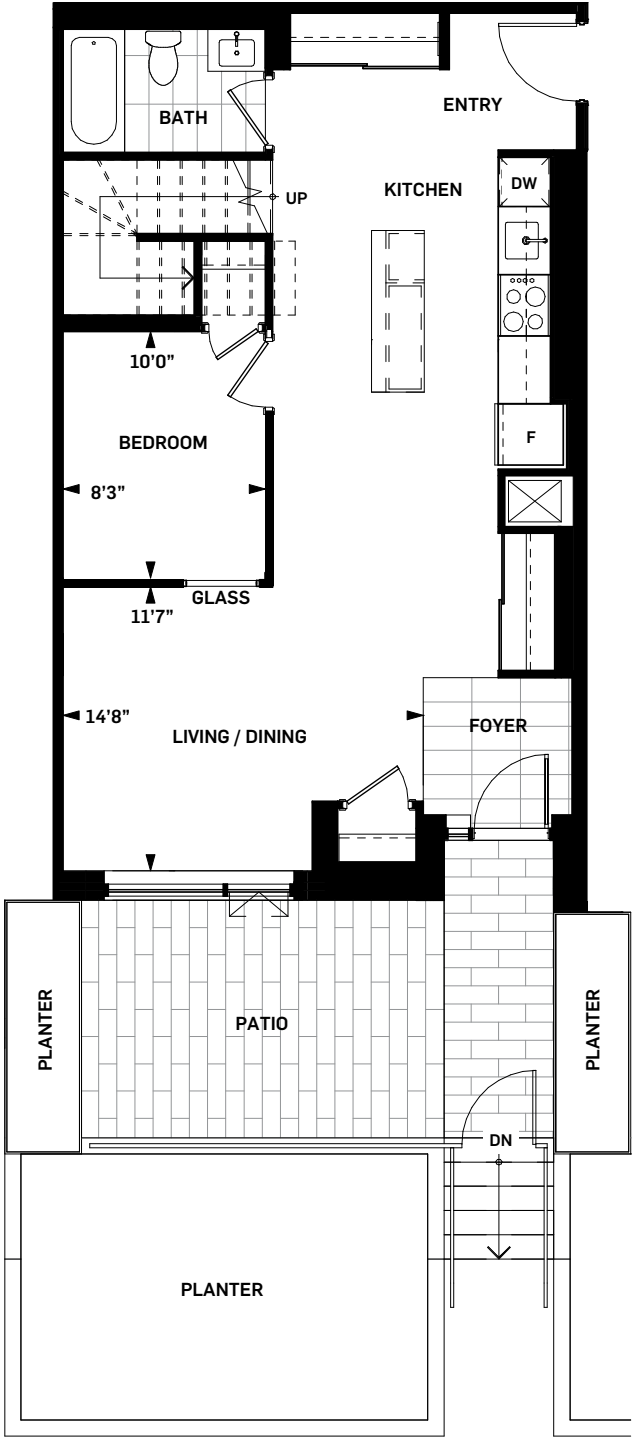 ENTRY
BATH
DW
KITCHEN
UP
10'0"
F
BEDROOM
8'3"
GLASS
11'7"
14'8"
FOYER
LIVING / DINING
PLANTER
PATIO
PLANTER
DN
PLANTER